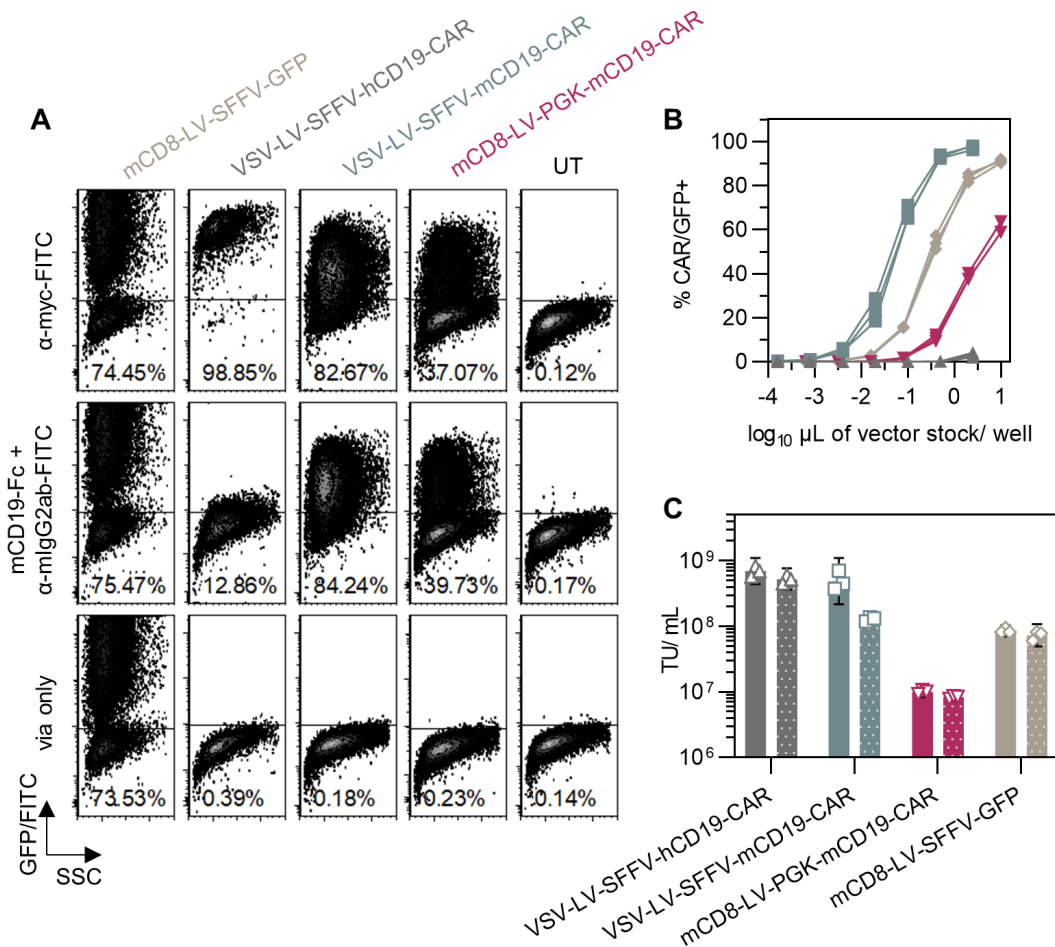 A
mCD8-LV-SFFV-GFP
VSV-LV-SFFV-hCD19-CAR
VSV-LV-SFFV-mCD19-CAR
mCD8-LV-PGK-mCD19-CAR
UT
α-myc-FITC
74.45%
98.85%
82.67%
37.07%
0.12%
mCD19-Fc +
α-mIgG2ab-FITC
75.47%
12.86%
84.24%
39.73%
0.17%
via only
73.53%
0.39%
0.18%
0.23%
0.14%
GFP/FITC
SSC
B
% CAR/GFP+
100
80
60
40
20
0
-4 -3 -2 -1 0 1
log₁₀ µL of vector stock/ well
C
TU/ mL
10⁹
10⁸
10⁷
10⁶
VSV-LV-SFFV-hCD19-CAR
VSV-LV-SFFV-mCD19-CAR
mCD8-LV-PGK-mCD19-CAR
mCD8-LV-SFFV-GFP